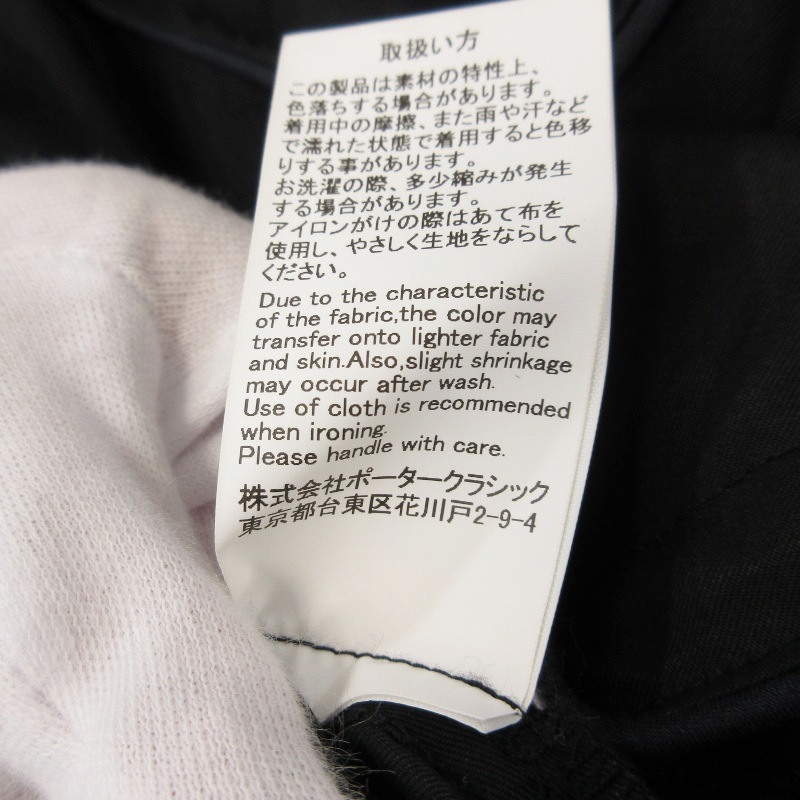 取扱い方
この製品は素材の特性上、
色落ちする場合があります。
着用中の摩擦、また雨や汗など
で濡れた状態で着用すると色移
りする事があります。
お洗濯の際、多少縮みが発生
する場合があります。
アイロンがけの際はあて布を
使用し、やさしく生地をならして
ください。
Due to the characteristic
of the fabric,the color may
transfer onto lighter fabric
and skin.Also,slight shrinkage
may occur after wash.
Use of cloth is recommended
when ironing.
Please handle with care.
株式会社ポータークラシック
東京都台東区花川戸2-9-4